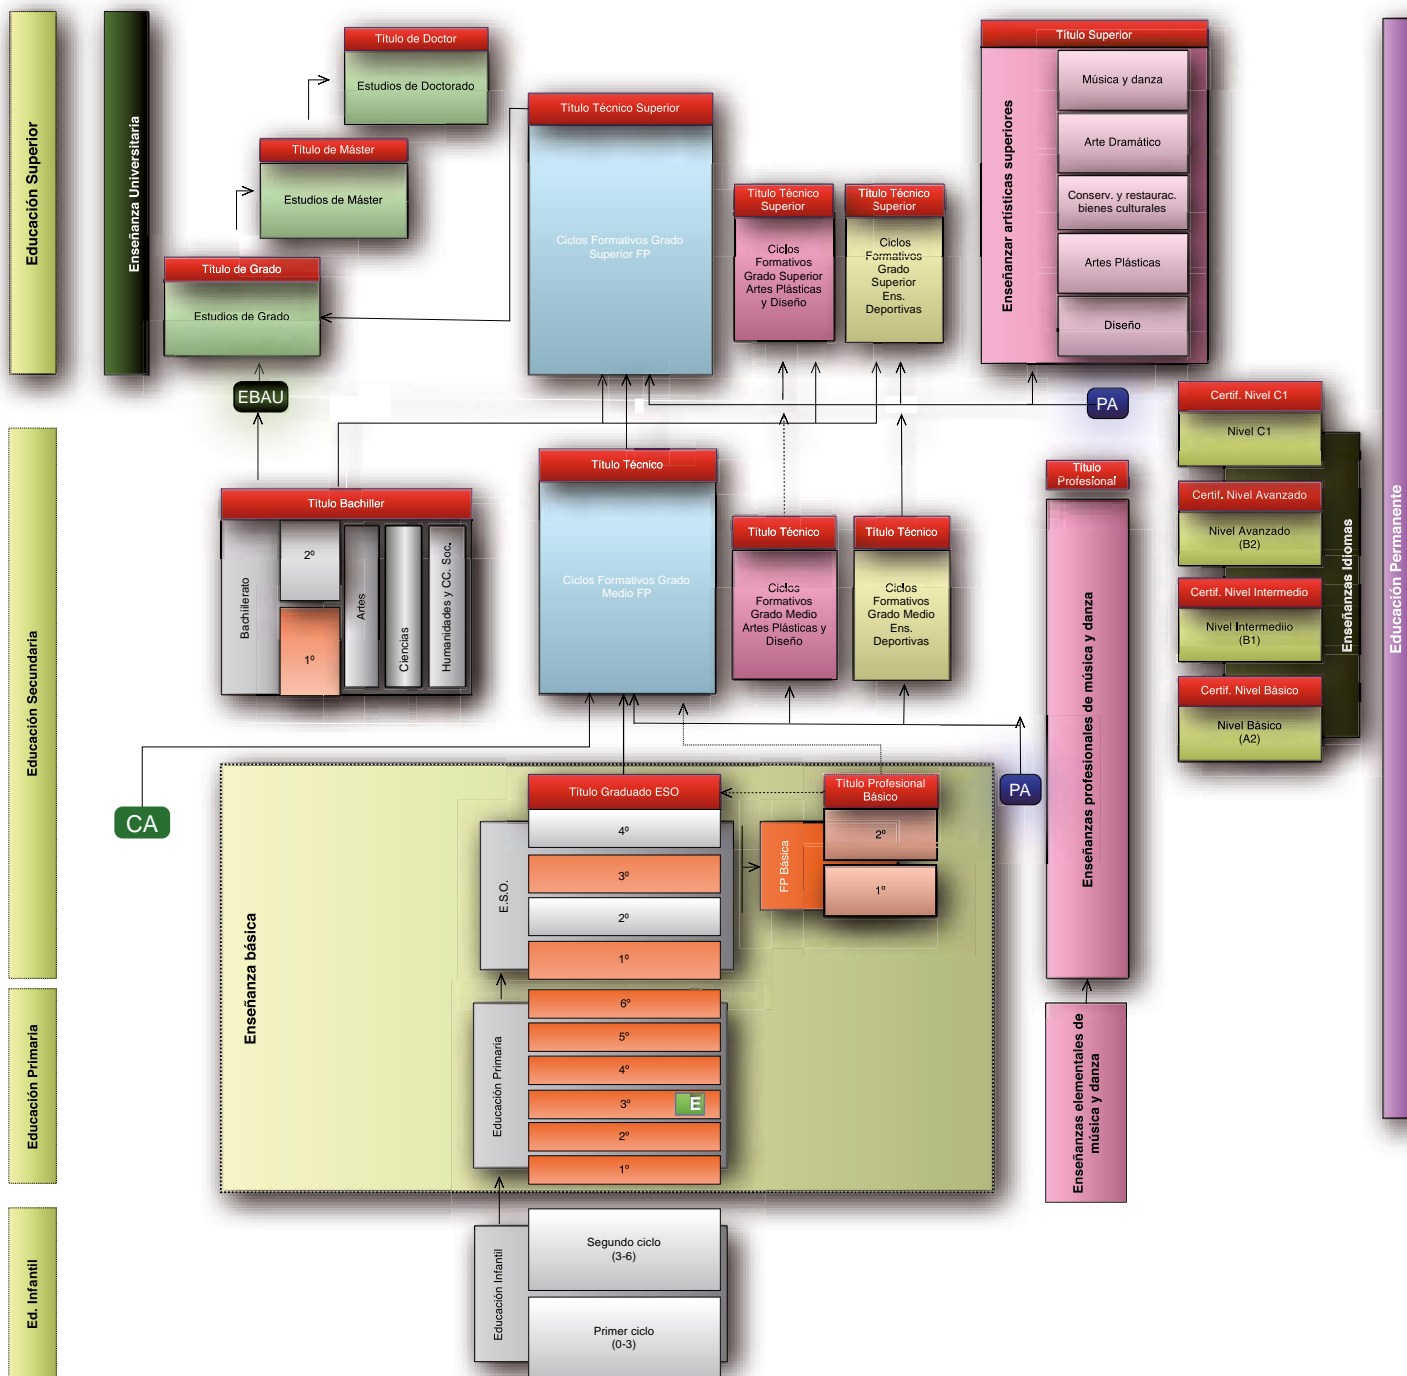 Educación Superior
Enseñanza Universitaria
Título de Doctor
Estudios de Doctorado
Título de Máster
Estudios de Máster
Título de Grado
Estudios de Grado
EBAU
Título Técnico Superior
Ciclos Formativos Grado
Superior FP
Título Técnico
Superior
Ciclos
Formativos
Grado Superior
Artes Plásticas
y Diseño
Título Técnico
Superior
Ciclos
Formativos
Grado
Superior
Ens.
Deportivas
Título Superior
Enseñanzar artísticas superiores
Música y danza
Arte Dramático
Conserv. y restaurac.
bienes culturales
Artes Plásticas
Diseño
PA
Educación Permanente
Certif. Nivel C1
Nivel C1
Certif. Nivel Avanzado
Nivel Avanzado
(B2)
Certif. Nivel Intermedio
Nivel Intermediio
(B1)
Certif. Nivel Básico
Nivel Básico
(A2)
Enseñanzas Idiomas
Educación Secundaria
Título Bachiller
Bachiillerato
2º
1º
Artes
Ciencias
Humanidades y CC. Soc.
Título Técnico
Ciclos Formativos Grado
Medio FP
Título Técnico
Ciclos
Formativos
Grado Medio
Artes Plásticas y
Diseño
Título Técnico
Ciclos
Formativos
Grado Medio
Ens.
Deportivas
Título
Profesional
Enseñanzas profesionales de música y danza
CA
PA
Enseñanza básica
Título Graduado ESO
E.S.O.
4º
3º
2º
1º
Título Profesional
Básico
FP Básica
2º
1º
Educación Primaria
Educación Primaria
6º
5º
4º
3º
E
2º
1º
Enseñanzas elementales de
música y danza
Ed. Infantil
Educación Infantil
Segundo ciclo
(3-6)
Primer ciclo
(0-3)